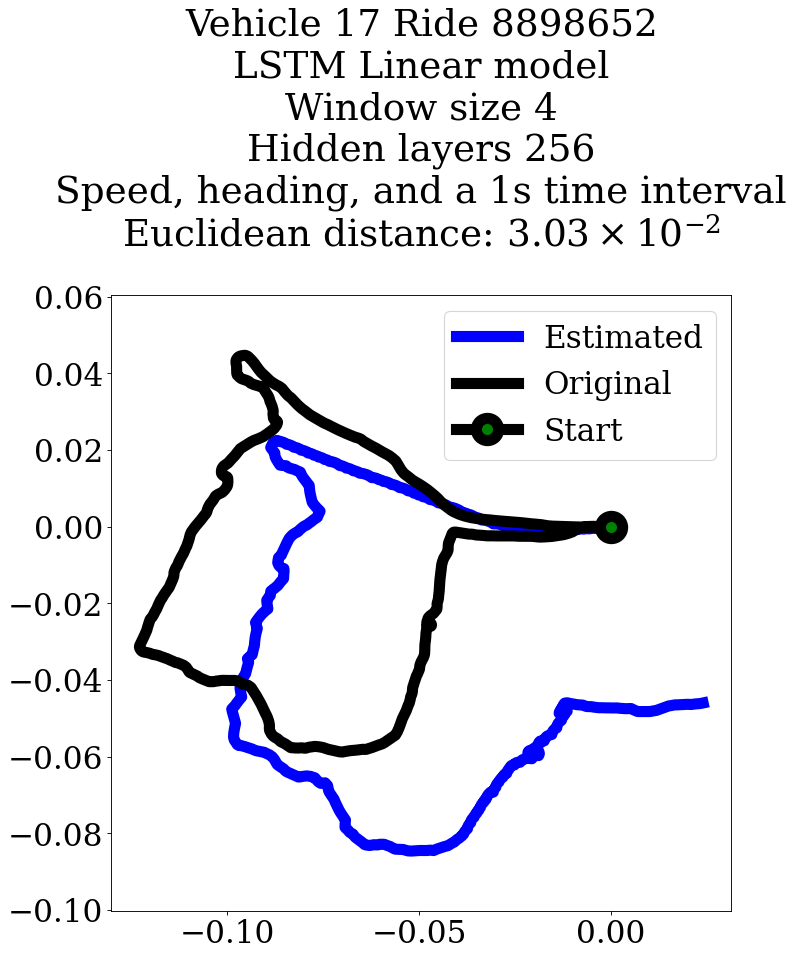 Vehicle 17 Ride 8898652
LSTM Linear model
Window size 4
Hidden layers 256
Speed, heading, and a 1s time interval
Euclidean distance: 3.03 × 10⁻²
0.06
0.04
0.02
0.00
−0.02
−0.04
−0.06
−0.08
−0.10
Estimated
Original
Start
−0.10 −0.05 0.00